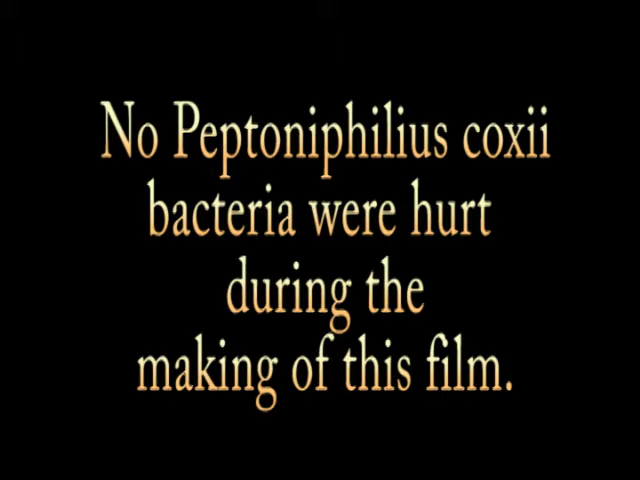 No Peptoniphilius coxii
bacteria were hurt
during the
making of this film.